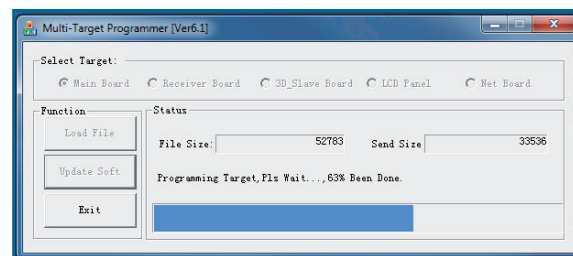 Multi-Target Programmer [Ver6.1]
Select Target:
Main Board Receiver Board 3D_Slave Board LCD Panel Net Board
Function
Status
Load File
File Size: 52783 Send Size 33536
Update Soft
Programming Target,Pls Wait...,63% Been Done.
Exit